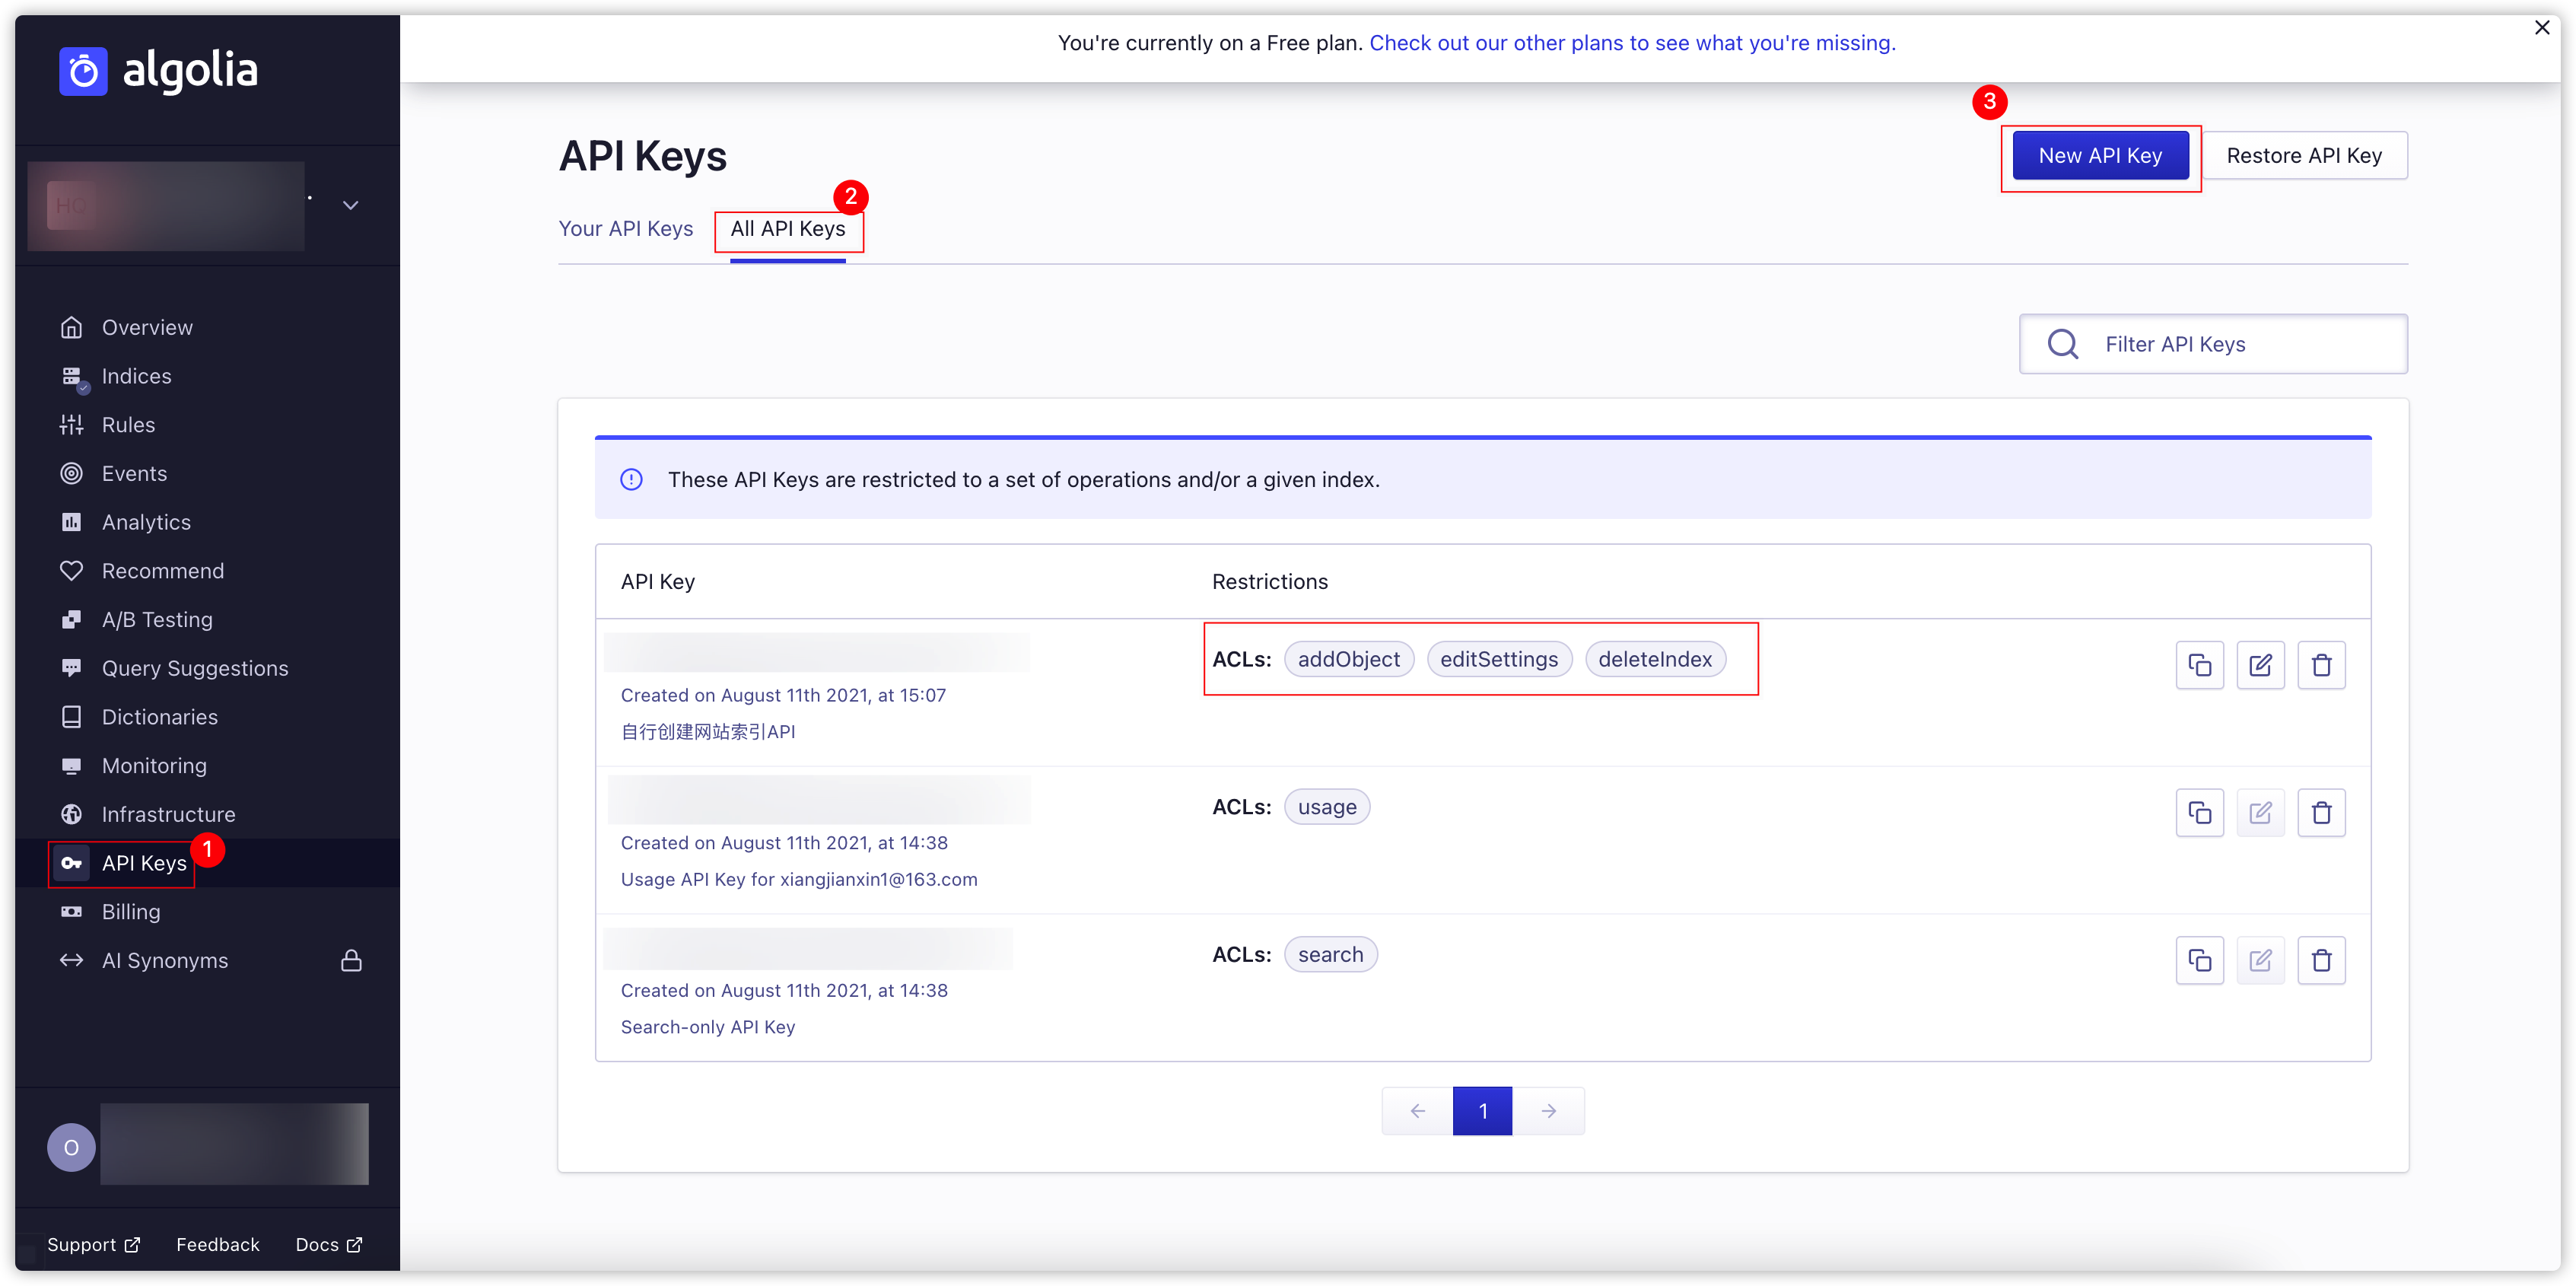 You're currently on a Free plan. Check out our other plans to see what you're missing.
algolia
HQ
Overview
Indices
Rules
Events
Analytics
Recommend
A/B Testing
Query Suggestions
Dictionaries
Monitoring
Infrastructure
API Keys 1
Billing
AI Synonyms
O
Support Feedback Docs
3
API Keys
New API Key Restore API Key
2
Your API Keys All API Keys
Filter API Keys
These API Keys are restricted to a set of operations and/or a given index.
API Key Restrictions
ACLs: addObject editSettings deleteIndex
Created on August 11th 2021, at 15:07
自行创建网站索引API
ACLs: usage
Created on August 11th 2021, at 14:38
Usage API Key for xiangjianxin1@163.com
ACLs: search
Created on August 11th 2021, at 14:38
Search-only API Key
1